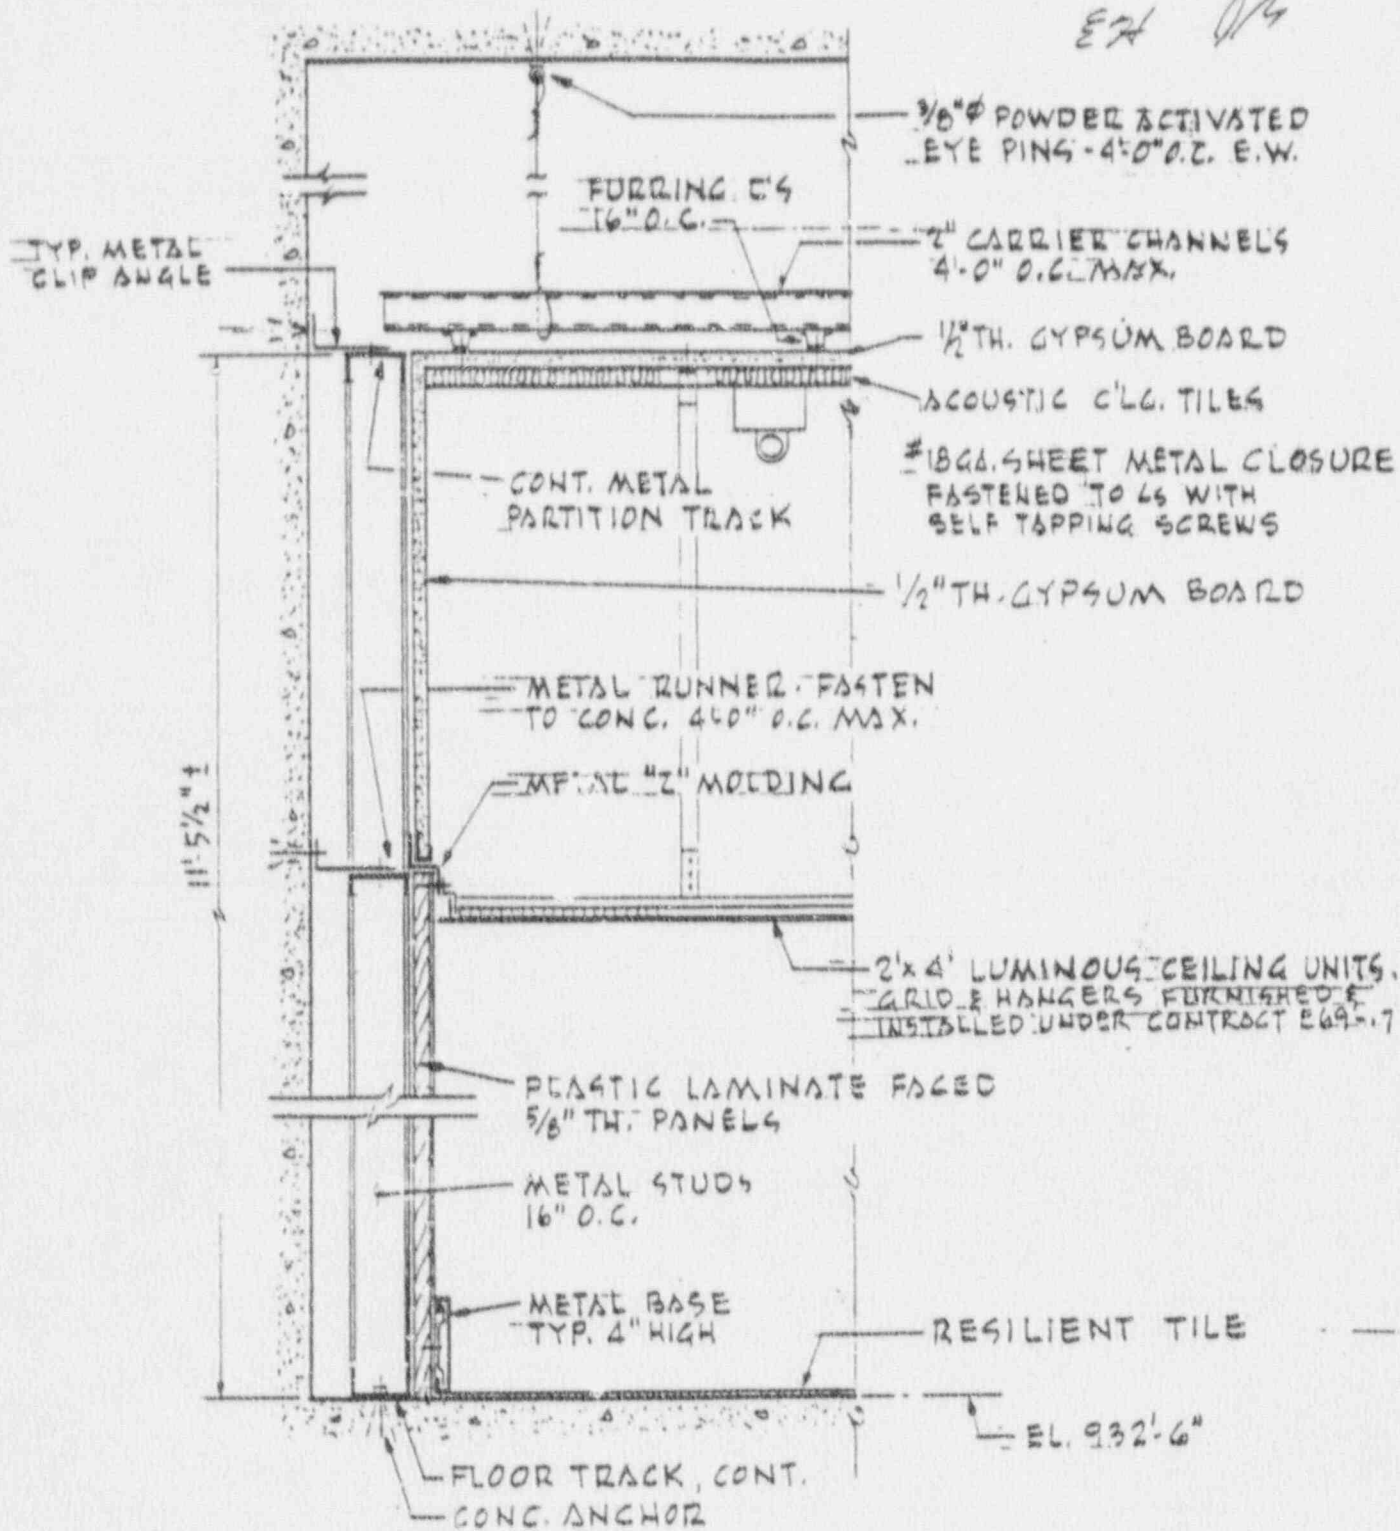 EH
3/8"⌀ POWDER ACTIVATED
EYE PINS - 4'-0" O.C. E.W.
FURRING C'S
16" O.C.
TYP. METAL
CLIP ANGLE
2" CARRIER CHANNELS
4'-0" O.C. MAX.
1/2" TH. GYPSUM BOARD
ACOUSTIC C'LG. TILES
CONT. METAL
PARTITION TRACK
#18 GA. SHEET METAL CLOSURE
FASTENED TO ∠s WITH
SELF TAPPING SCREWS
1/2" TH. GYPSUM BOARD
METAL RUNNER. FASTEN
TO CONC. 4'-0" O.C. MAX.
METAL "Z" MOLDING
11'-5 1/2" ±
2' x 4' LUMINOUS CEILING UNITS.
GRID & HANGERS FURNISHED &
INSTALLED UNDER CONTRACT
PLASTIC LAMINATE FACED
5/8" TH. PANELS
METAL STUDS
16" O.C.
METAL BASE
TYP. 4" HIGH
RESILIENT TILE
EL. 932'-6"
FLOOR TRACK, CONT.
CONC. ANCHOR